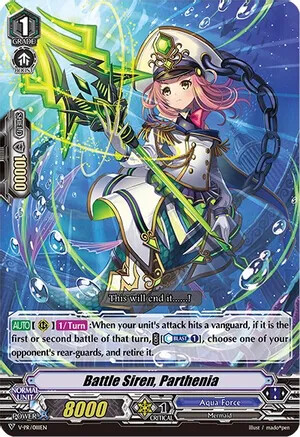 1
GRADE
BOOST
10000
This will end it......!
AUTO 1/Turn :When your unit's attack hits a vanguard, if it is the
first or second battle of that turn, [COUNTER BLAST (1)], choose one of your
opponent's rear-guards, and retire it.
Battle Siren, Parthenia
NORMAL
UNIT
Aqua Force
Mermaid
POWER 8000
1
CRITICAL
V-PR/0111EN
Illust / mado*pen